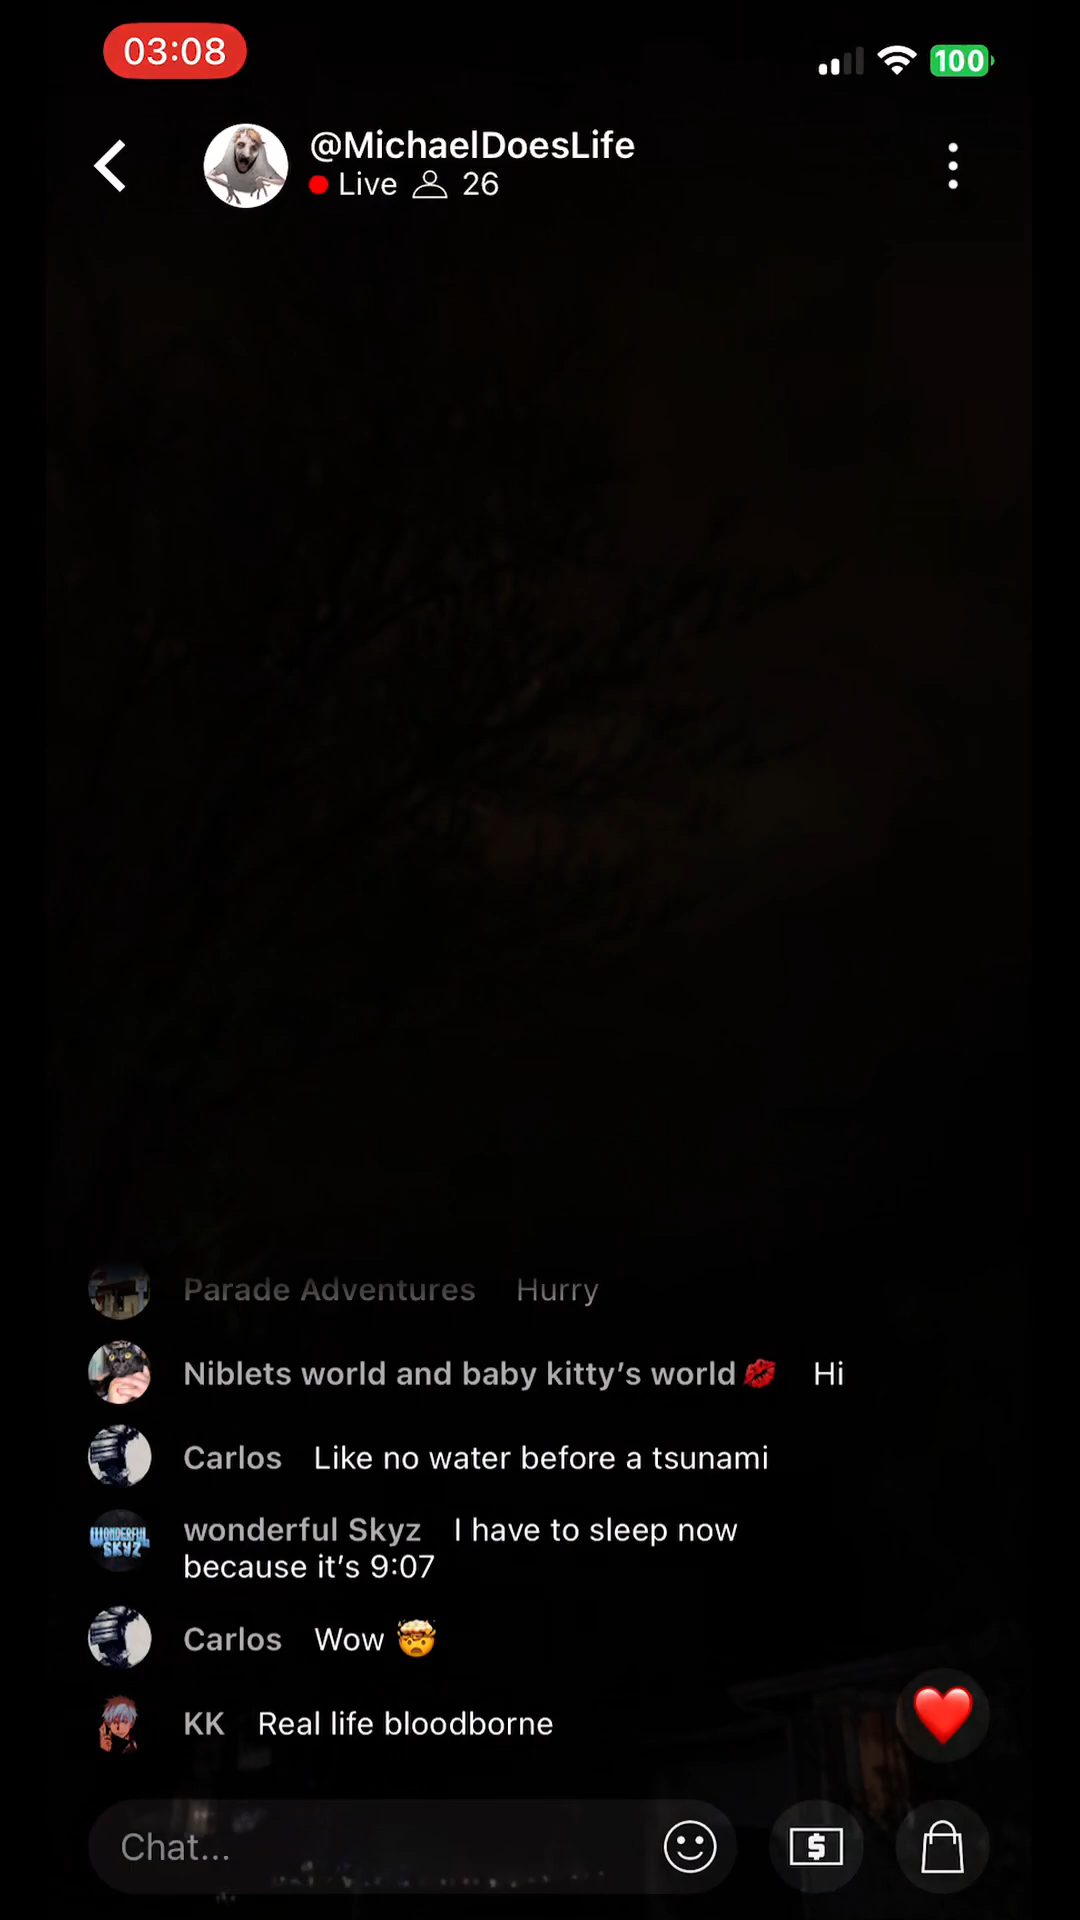 03:08
100
@MichaelDoesLife
Live 26
Parade Adventures Hurry
Niblets world and baby kitty’s world💋 Hi
Carlos Like no water before a tsunami
WONDERFUL
SKYZ
wonderful Skyz I have to sleep now
because it’s 9:07
Carlos Wow 🤯
KK Real life bloodborne
Chat...
$